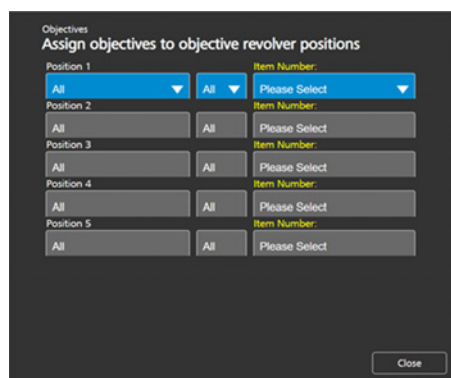 Objectives
Assign objectives to objective revolver positions
Position 1 Item Number:
All All Please Select
Position 2 Item Number:
All All Please Select
Position 3 Item Number:
All All Please Select
Position 4 Item Number:
All All Please Select
Position 5 Item Number:
All All Please Select
Close